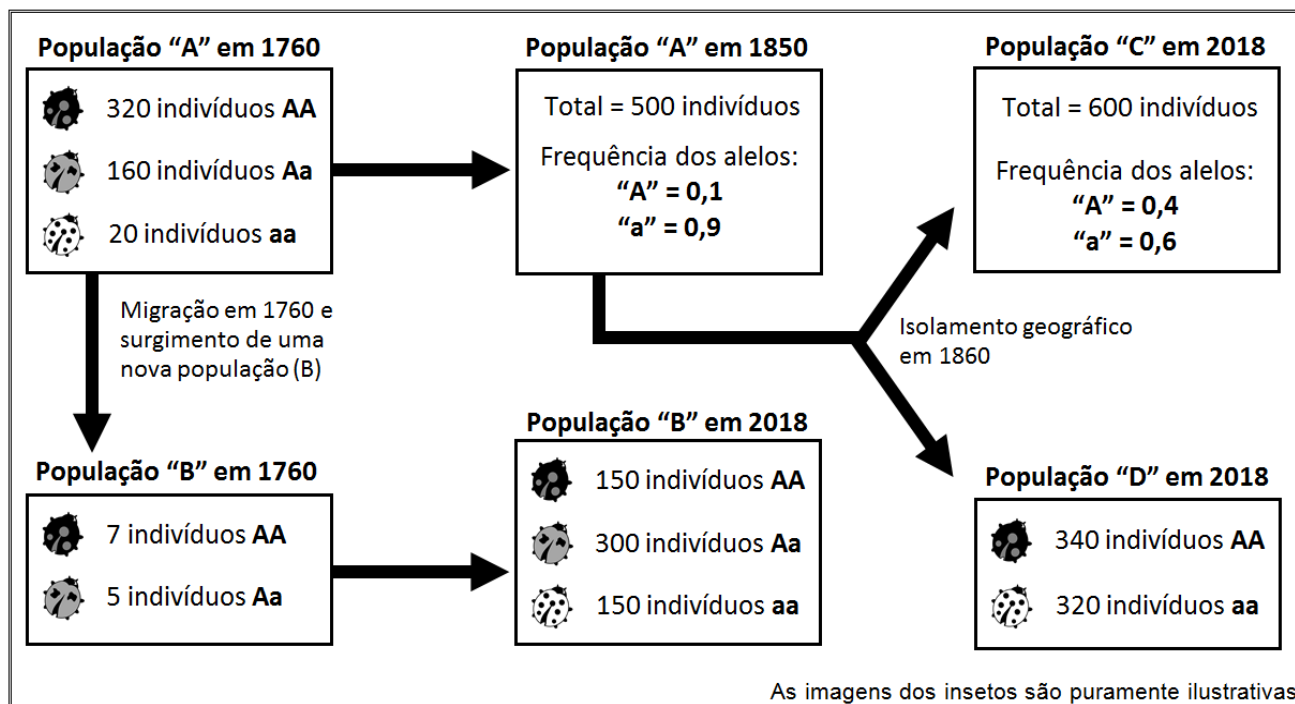 População “A” em 1760
320 indivíduos AA
160 indivíduos Aa
20 indivíduos aa
População “A” em 1850
Total = 500 indivíduos
Frequência dos alelos:
“A” = 0,1
“a” = 0,9
População “C” em 2018
Total = 600 indivíduos
Frequência dos alelos:
“A” = 0,4
“a” = 0,6
Migração em 1760 e
surgimento de uma
nova população (B)
Isolamento geográfico
em 1860
População “B” em 1760
7 indivíduos AA
5 indivíduos Aa
População “B” em 2018
150 indivíduos AA
300 indivíduos Aa
150 indivíduos aa
População “D” em 2018
340 indivíduos AA
320 indivíduos aa
As imagens dos insetos são puramente ilustrativas